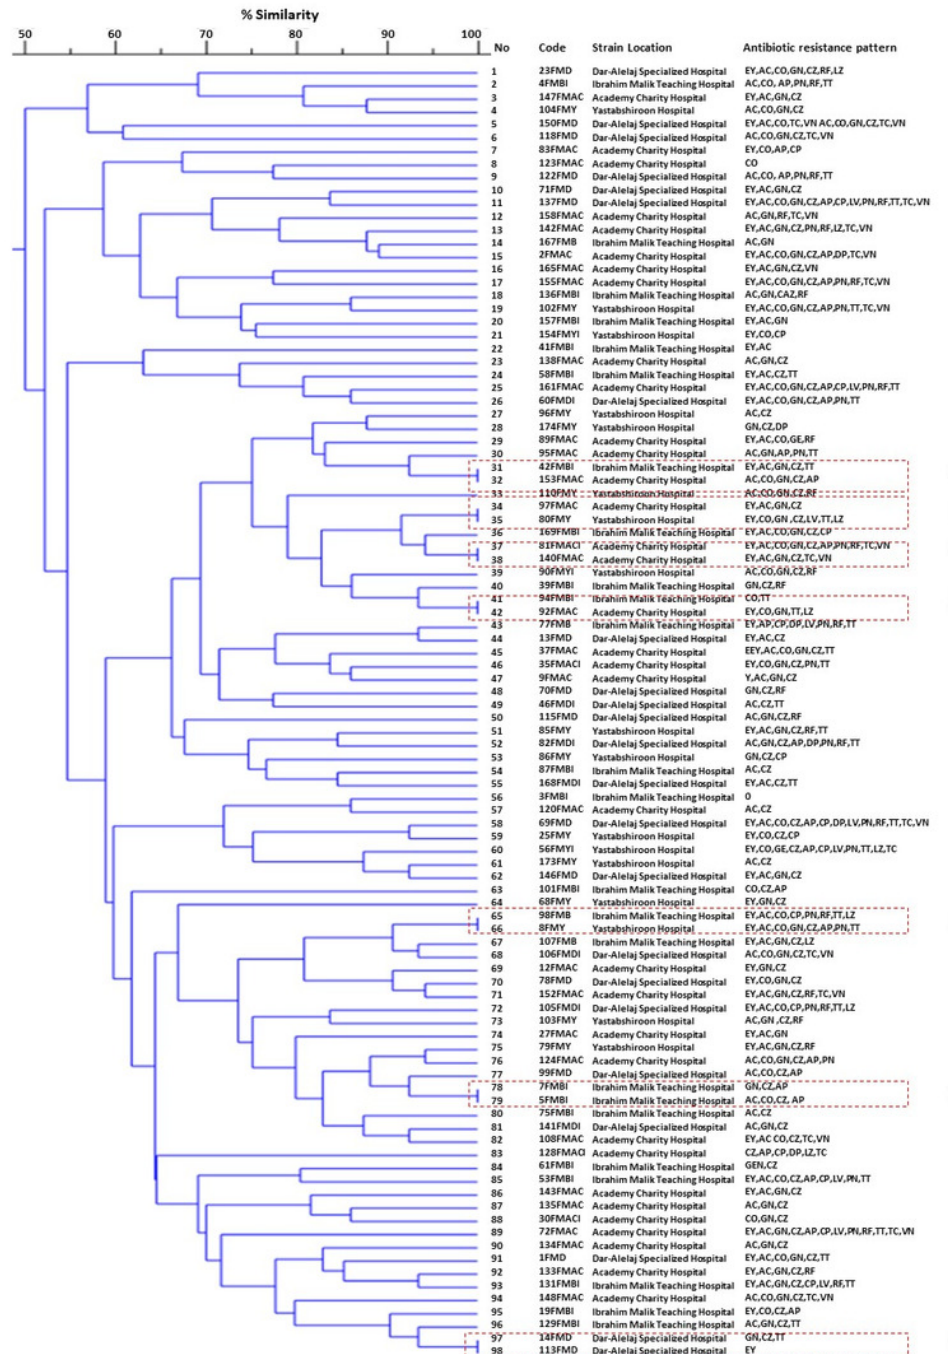 % Similarity
50 60 70 80 90 100
No Code Strain Location Antibiotic resistance pattern
1 23FMD Dar-Alelaj Specialized Hospital EY,AC,CO,GN,CZ,RF,LZ
2 4FMBI Ibrahim Malik Teaching Hospital AC,CO, AP,PN,RF,TT
3 147FMAC Academy Charity Hospital EY,AC,GN,CZ
4 104FMY Yastabshiroon Hospital AC,CO,GN,CZ
5 150FMD Dar-Alelaj Specialized Hospital EY,AC,CO,TC,VN AC,CO,GN,CZ,TC,VN
6 118FMD Dar-Alelaj Specialized Hospital AC,CO,GN,CZ,TC,VN
7 83FMAC Academy Charity Hospital EY,CO,AP,CP
8 123FMAC Academy Charity Hospital CO
9 122FMD Dar-Alelaj Specialized Hospital AC,CO, AP,PN,RF,TT
10 71FMD Dar-Alelaj Specialized Hospital EY,AC,GN,CZ
11 137FMD Dar-Alelaj Specialized Hospital EY,AC,CO,GN,CZ,AP,CP,LV,PN,RF,TT,TC,VN
12 158FMAC Academy Charity Hospital AC,GN,RF,TC,VN
13 142FMAC Academy Charity Hospital EY,AC,GN,CZ,PN,RF,LZ,TC,VN
14 167FMB Ibrahim Malik Teaching Hospital AC,GN
15 2FMAC Academy Charity Hospital EY,AC,CO,GN,CZ,AP,DP,TC,VN
16 165FMAC Academy Charity Hospital EY,AC,GN,CZ,VN
17 155FMAC Academy Charity Hospital EY,AC,CO,GN,CZ,AP,PN,RF,TC,VN
18 136FMBI Ibrahim Malik Teaching Hospital AC,GN,CAZ,RF
19 102FMY Yastabshiroon Hospital EY,AC,CO,GN,CZ,AP,PN,TT,TC,VN
20 157FMBI Ibrahim Malik Teaching Hospital EY,AC,GN
21 154FMYI Yastabshiroon Hospital EY,CO,CP
22 41FMBI Ibrahim Malik Teaching Hospital EY,AC
23 138FMAC Academy Charity Hospital AC,GN,CZ
24 58FMBI Ibrahim Malik Teaching Hospital EY,AC,CZ,TT
25 161FMAC Academy Charity Hospital EY,AC,CO,GN,CZ,AP,CP,LV,PN,RF,TT
26 60FMDI Dar-Alelaj Specialized Hospital EY,AC,CO,GN,CZ,AP,PN,TT
27 96FMY Yastabshiroon Hospital AC,CZ
28 174FMY Yastabshiroon Hospital GN,CZ,DP
29 89FMAC Academy Charity Hospital EY,AC,CO,GE,RF
30 95FMAC Academy Charity Hospital AC,GN,AP,PN,TT
31 42FMBI Ibrahim Malik Teaching Hospital EY,AC,GN,CZ,TT
32 153FMAC Academy Charity Hospital AC,CO,GN,CZ,AP
33 110FMY Yastabshiroon Hospital AC,CO,GN,CZ,RF
34 97FMAC Academy Charity Hospital EY,AC,GN,CZ
35 80FMY Yastabshiroon Hospital EY,CO,GN ,CZ,LV,TT,LZ
36 169FMBI Ibrahim Malik Teaching Hospital EY,AC,CO,GN,CZ,CP
37 81FMACI Academy Charity Hospital EY,AC,CO,GN,CZ,AP,PN,RF,TC,VN
38 140FMAC Academy Charity Hospital EY,AC,GN,CZ,TC,VN
39 90FMYI Yastabshiroon Hospital AC,CO,GN,CZ,RF
40 39FMBI Ibrahim Malik Teaching Hospital GN,CZ,RF
41 94FMBI Ibrahim Malik Teaching Hospital CO,TT
42 92FMAC Academy Charity Hospital EY,CO,GN,TT,LZ
43 77FMB Ibrahim Malik Teaching Hospital EY,AP,CP,DP,LV,PN,RF,TT
44 13FMD Dar-Alelaj Specialized Hospital EY,AC,CZ
45 37FMAC Academy Charity Hospital EEY,AC,CO,GN,CZ,TT
46 35FMACI Academy Charity Hospital EY,CO,GN,CZ,PN,TT
47 9FMAC Academy Charity Hospital Y,AC,GN,CZ
48 70FMD Dar-Alelaj Specialized Hospital GN,CZ,RF
49 46FMDI Dar-Alelaj Specialized Hospital AC,CZ,TT
50 115FMD Dar-Alelaj Specialized Hospital AC,GN,CZ,RF
51 85FMY Yastabshiroon Hospital EY,AC,GN,CZ,RF,TT
52 82FMDI Dar-Alelaj Specialized Hospital AC,GN,CZ,AP,DP,PN,RF,TT
53 86FMY Yastabshiroon Hospital GN,CZ,CP
54 87FMBI Ibrahim Malik Teaching Hospital AC,CZ
55 168FMDI Dar-Alelaj Specialized Hospital EY,AC,CZ,TT
56 3FMBI Ibrahim Malik Teaching Hospital 0
57 120FMAC Academy Charity Hospital AC,CZ
58 69FMD Dar-Alelaj Specialized Hospital EY,AC,CO,CZ,AP,CP,DP,LV,PN,RF,TT,TC,VN
59 25FMY Yastabshiroon Hospital EY,CO,CZ,CP
60 56FMYI Yastabshiroon Hospital EY,CO,GE,CZ,AP,CP,LV,PN,TT,LZ,TC
61 173FMY Yastabshiroon Hospital AC,CZ
62 146FMD Dar-Alelaj Specialized Hospital EY,AC,GN,CZ
63 101FMBI Ibrahim Malik Teaching Hospital CO,CZ,AP
64 68FMY Yastabshiroon Hospital EY,GN,CZ
65 98FMB Ibrahim Malik Teaching Hospital EY,AC,CO,CP,PN,RF,TT,LZ
66 8FMY Yastabshiroon Hospital EY,AC,CO,GN,CZ,AP,PN,TT
67 107FMB Ibrahim Malik Teaching Hospital EY,AC,GN,CZ,LZ
68 106FMDI Dar-Alelaj Specialized Hospital AC,CO,GN,CZ,TC,VN
69 12FMAC Academy Charity Hospital EY,GN,CZ
70 78FMD Dar-Alelaj Specialized Hospital EY,CO,GN,CZ
71 152FMAC Academy Charity Hospital EY,AC,GN,CZ,RF,TC,VN
72 105FMDI Dar-Alelaj Specialized Hospital EY,AC,CO,CP,PN,RF,TT,LZ
73 103FMY Yastabshiroon Hospital AC,GN ,CZ,RF
74 27FMAC Academy Charity Hospital EY,AC,GN
75 79FMY Yastabshiroon Hospital EY,AC,GN,CZ,RF
76 124FMAC Academy Charity Hospital AC,CO,GN,CZ,AP,PN
77 99FMD Dar-Alelaj Specialized Hospital AC,CO,CZ,AP
78 7FMBI Ibrahim Malik Teaching Hospital GN,CZ,AP
79 5FMBI Ibrahim Malik Teaching Hospital AC,CO,CZ, AP
80 75FMBI Ibrahim Malik Teaching Hospital AC,CZ
81 141FMDI Dar-Alelaj Specialized Hospital AC,GN,CZ
82 108FMAC Academy Charity Hospital EY,AC CO,CZ,TC,VN
83 128FMACI Academy Charity Hospital CZ,AP,CP,DP,LZ,TC
84 61FMBI Ibrahim Malik Teaching Hospital GEN,CZ
85 53FMBI Ibrahim Malik Teaching Hospital EY,AC,CO,CZ,AP,CP,LV,PN,TT
86 143FMAC Academy Charity Hospital EY,AC,GN,CZ
87 135FMAC Academy Charity Hospital AC,GN,CZ
88 30FMACI Academy Charity Hospital CO,GN,CZ
89 72FMAC Academy Charity Hospital EY,AC,GN,CZ,AP,CP,LV,PN,RF,TT,TC,VN
90 134FMAC Academy Charity Hospital AC,GN,CZ
91 1FMD Dar-Alelaj Specialized Hospital EY,AC,CO,GN,CZ,TT
92 133FMAC Academy Charity Hospital EY,AC,GN,CZ,RF
93 131FMBI Ibrahim Malik Teaching Hospital EY,AC,GN,CZ,CP,LV,RF,TT
94 148FMAC Academy Charity Hospital AC,CO,GN,CZ,TC,VN
95 19FMBI Ibrahim Malik Teaching Hospital EY,CO,CZ,AP
96 129FMBI Ibrahim Malik Teaching Hospital AC,GN,CZ,TT
97 14FMD Dar-Alelaj Specialized Hospital GN,CZ,TT
98 113FMD Dar-Alelaj Specialized Hospital EY